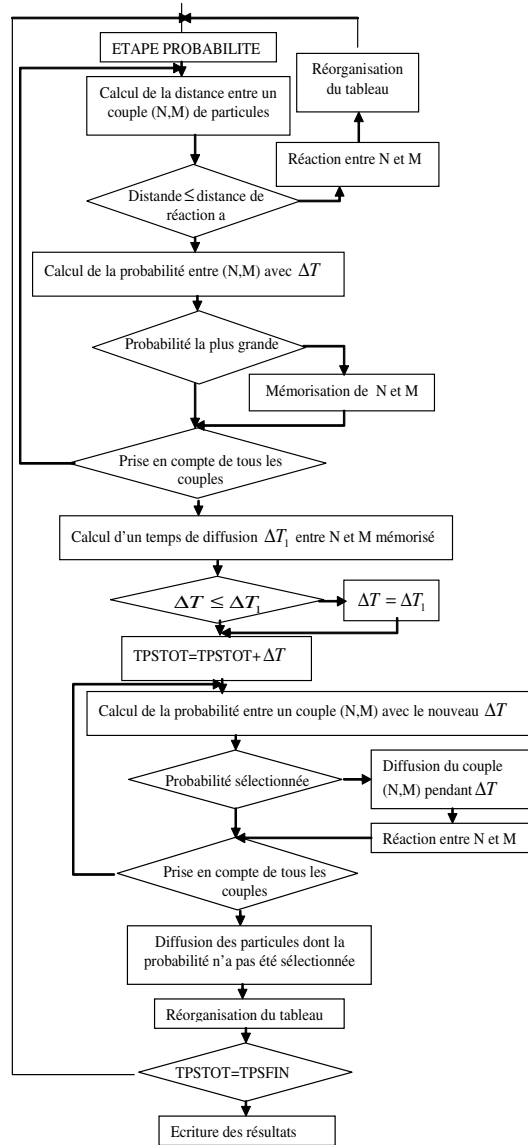 ETAPE PROBABILITE
Calcul de la distance entre un
couple (N,M) de particules
Réorganisation
du tableau
Réaction entre N et M
Distande ≤ distance de
réaction a
Calcul de la probabilité entre (N,M) avec ΔT
Probabilité la plus grande
Mémorisation de N et M
Prise en compte de tous les
couples
Calcul d'un temps de diffusion ΔT₁ entre N et M mémorisé
ΔT ≤ ΔT₁
ΔT = ΔT₁
TPSTOT=TPSTOT+ΔT
Calcul de la probabilité entre un couple (N,M) avec le nouveau ΔT
Probabilité sélectionnée
Diffusion du couple
(N,M) pendant ΔT
Réaction entre N et M
Prise en compte de tous les
couples
Diffusion des particules dont la
probabilité n'a pas été sélectionnée
Réorganisation du tableau
TPSTOT=TPSFIN
Ecriture des résultats